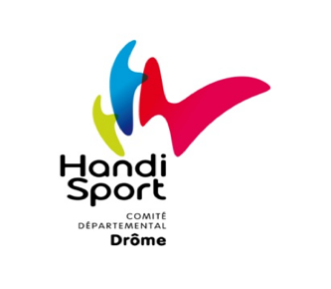 Handi
Sport
COMITÉ
DÉPARTEMENTAL
Drôme